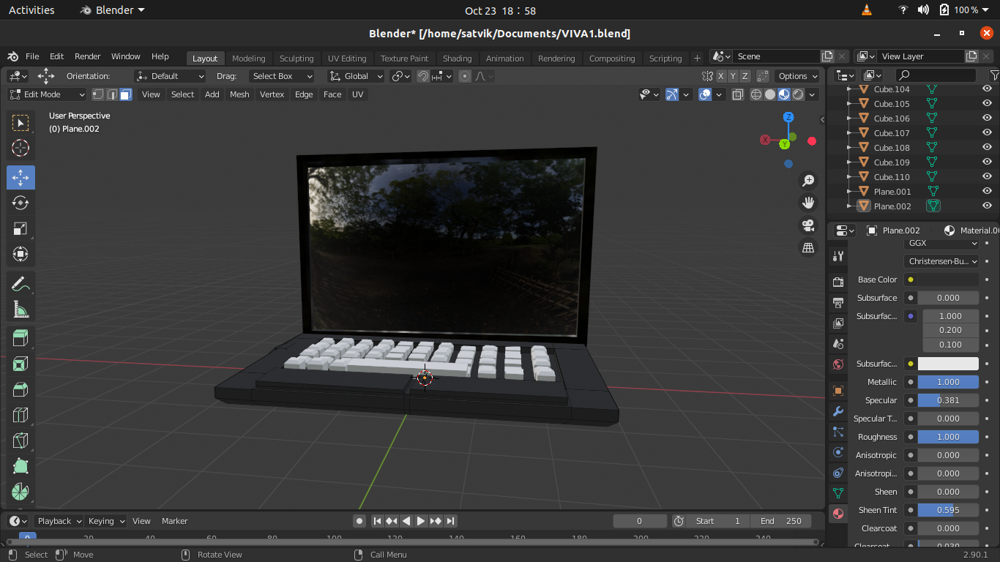 Activities Blender Oct 23 18:58 100%
Blender* [/home/satvik/Documents/VIVA1.blend]
File Edit Render Window Help Layout Modeling Sculpting UV Editing Texture Paint Shading Animation Rendering Compositing Scripting + Scene View Layer
Orientation: Default Drag: Select Box Global X Y Z Options
Edit Mode View Select Add Mesh Vertex Edge Face UV
User Perspective
(0) Plane.002
Z
X
Y
Cube.104
Cube.105
Cube.106
Cube.107
Cube.108
Cube.109
Cube.110
Plane.001
Plane.002
Plane.002 Material.00
GGX
Christensen-Bu...
Base Color
Subsurface 0.000
Subsurfac... 1.000
0.200
0.100
Subsurfac...
Metallic 1.000
Specular 0.381
Specular T... 0.000
Roughness 1.000
Anisotropic 0.000
Anisotropi... 0.000
Sheen 0.000
Sheen Tint 0.595
Clearcoat 0.000
Clearcoat... 0.030
Playback Keying View Marker 0 Start 1 End 250
0 20 40 60 80 100 120 140 160 180 200 220 240
Select Move Rotate View Call Menu 2.90.1